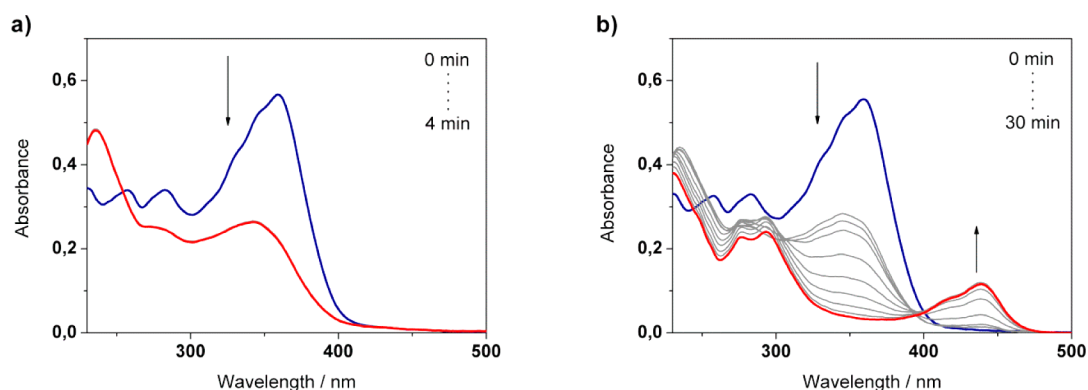 a)
0 min
4 min
0,6
0,4
0,2
0,0
Absorbance
300
400
500
Wavelength / nm
b)
0 min
30 min
0,6
0,4
0,2
0,0
Absorbance
300
400
500
Wavelength / nm